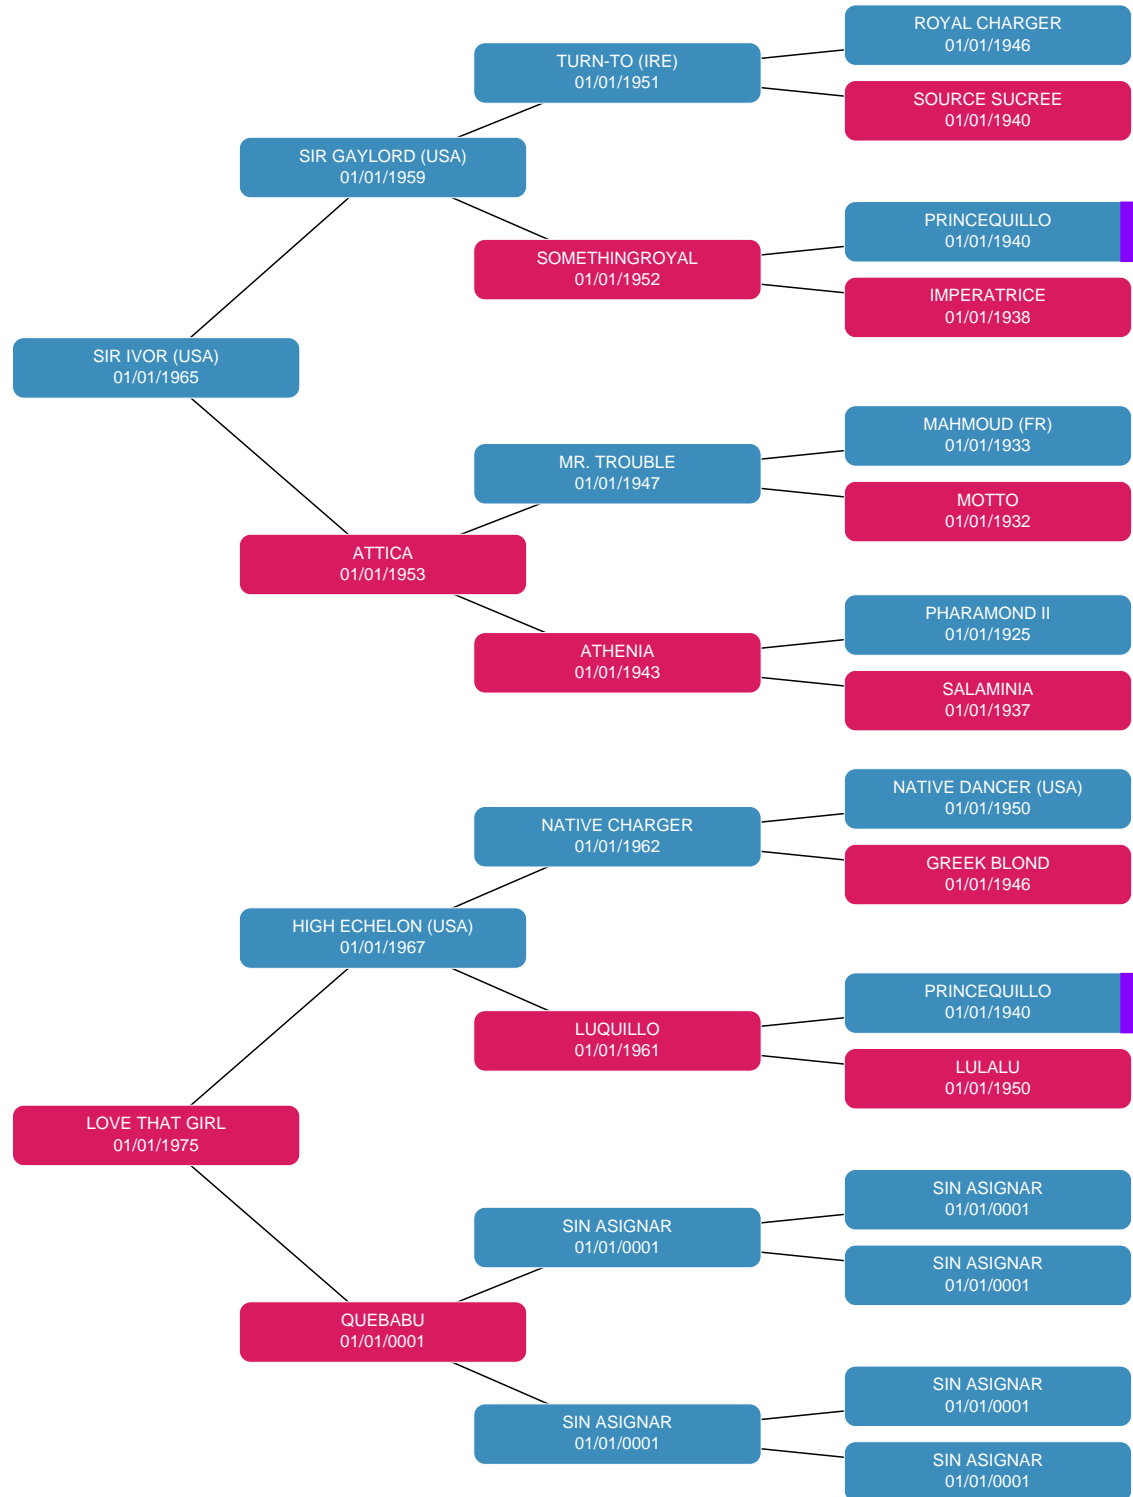 ROYAL CHARGER
01/01/1946
TURN-TO (IRE)
01/01/1951
SOURCE SUCREE
01/01/1940
SIR GAYLORD (USA)
01/01/1959
PRINCEQUILLO
01/01/1940
SOMETHINGROYAL
01/01/1952
IMPERATRICE
01/01/1938
SIR IVOR (USA)
01/01/1965
MAHMOUD (FR)
01/01/1933
MR. TROUBLE
01/01/1947
MOTTO
01/01/1932
ATTICA
01/01/1953
PHARAMOND II
01/01/1925
ATHENIA
01/01/1943
SALAMINIA
01/01/1937
NATIVE DANCER (USA)
01/01/1950
NATIVE CHARGER
01/01/1962
GREEK BLOND
01/01/1946
HIGH ECHELON (USA)
01/01/1967
PRINCEQUILLO
01/01/1940
LUQUILLO
01/01/1961
LULALU
01/01/1950
LOVE THAT GIRL
01/01/1975
SIN ASIGNAR
01/01/0001
SIN ASIGNAR
01/01/0001
SIN ASIGNAR
01/01/0001
QUEBABU
01/01/0001
SIN ASIGNAR
01/01/0001
SIN ASIGNAR
01/01/0001
SIN ASIGNAR
01/01/0001